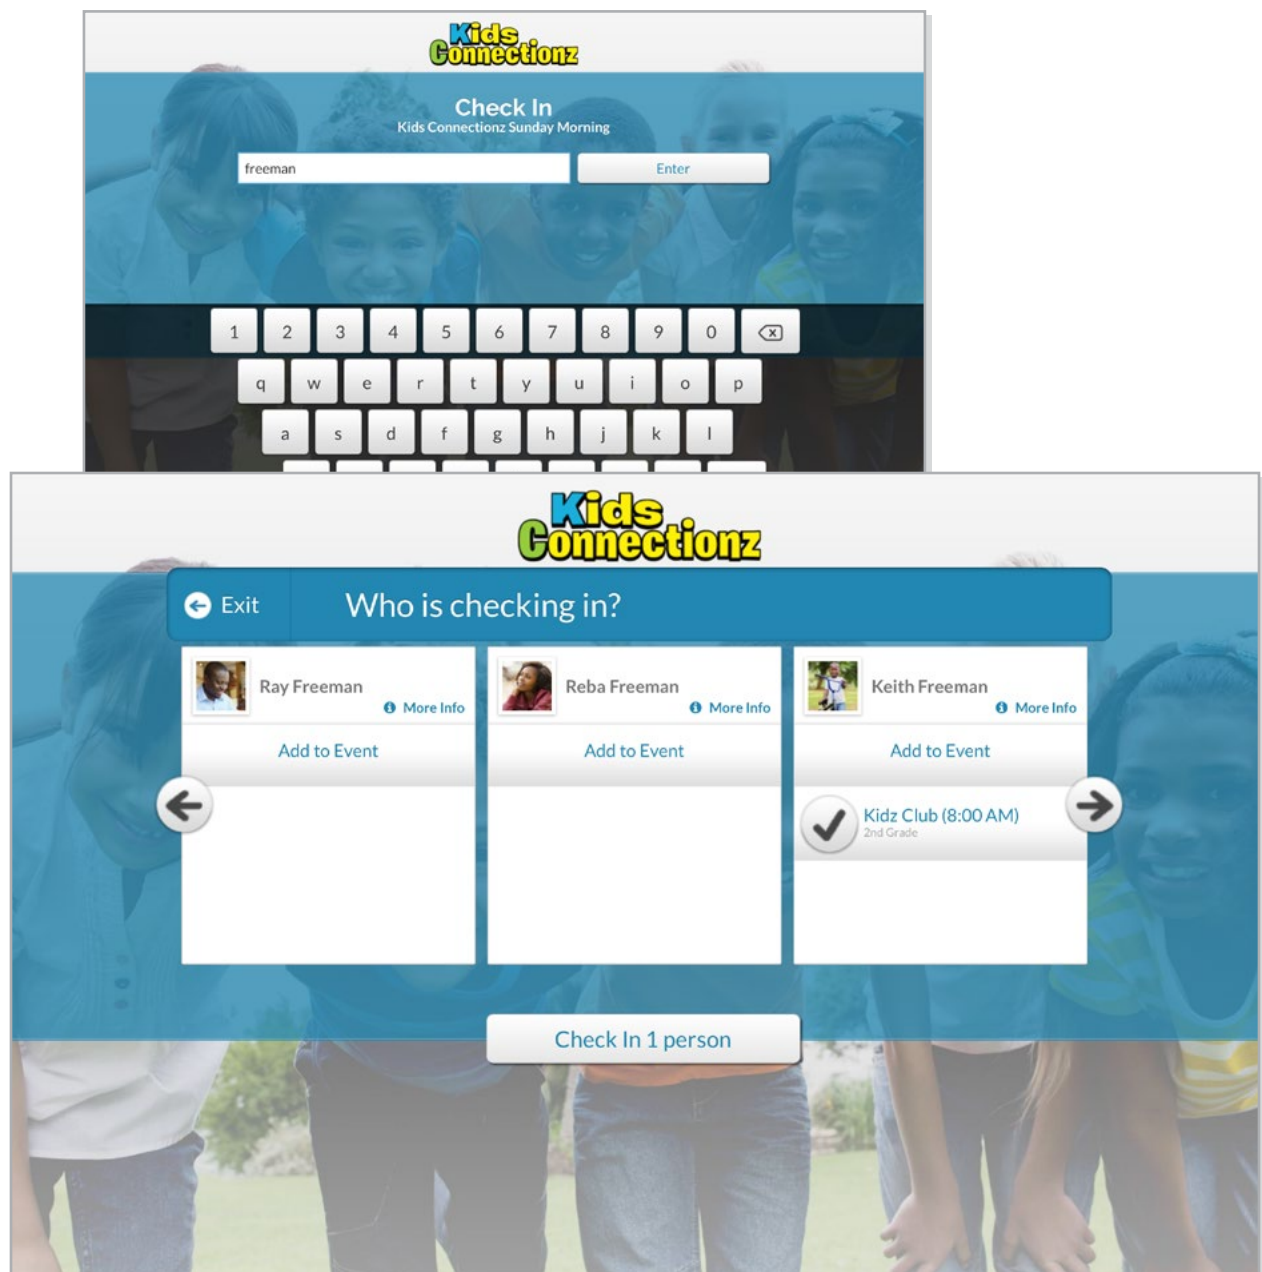 Kids
Connectionz
Check In
Kids Connectionz Sunday Morning
freeman
Enter
1 2 3 4 5 6 7 8 9 0
q w e r t y u i o p
a s d f g h j k l
Kids
Connectionz
Exit
Who is checking in?
Ray Freeman
More Info
Add to Event
Reba Freeman
More Info
Add to Event
Keith Freeman
More Info
Add to Event
Kidz Club (8:00 AM)
2nd Grade
Check In 1 person